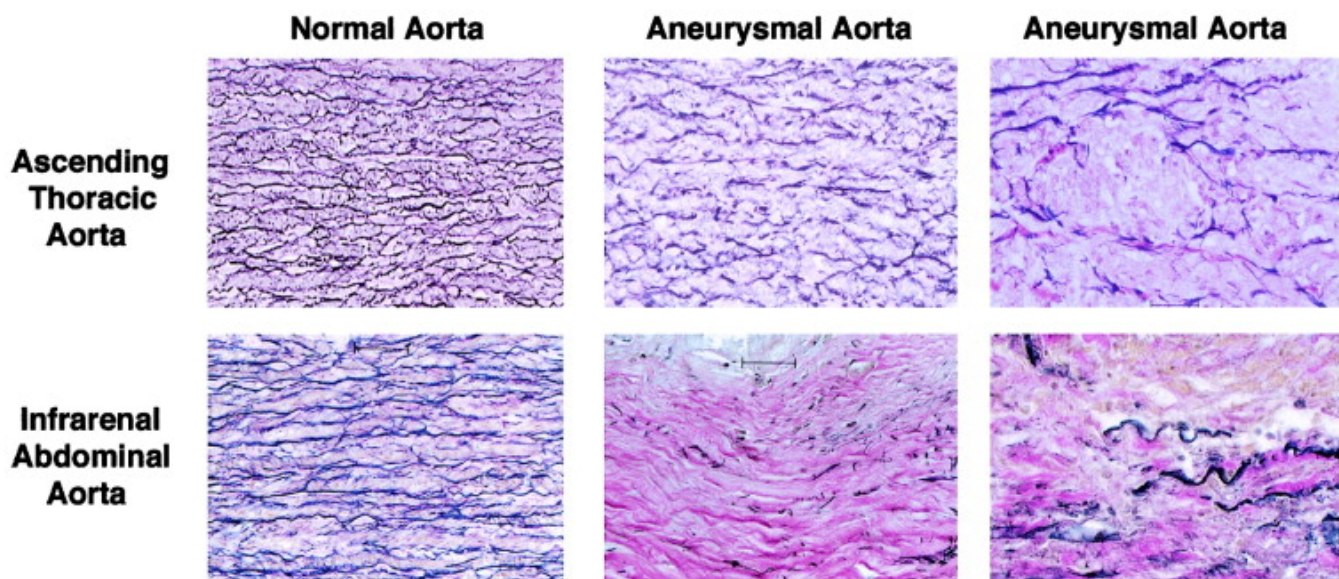 Normal Aorta
Aneurysmal Aorta
Aneurysmal Aorta
Ascending
Thoracic
Aorta
Infrarenal
Abdominal
Aorta